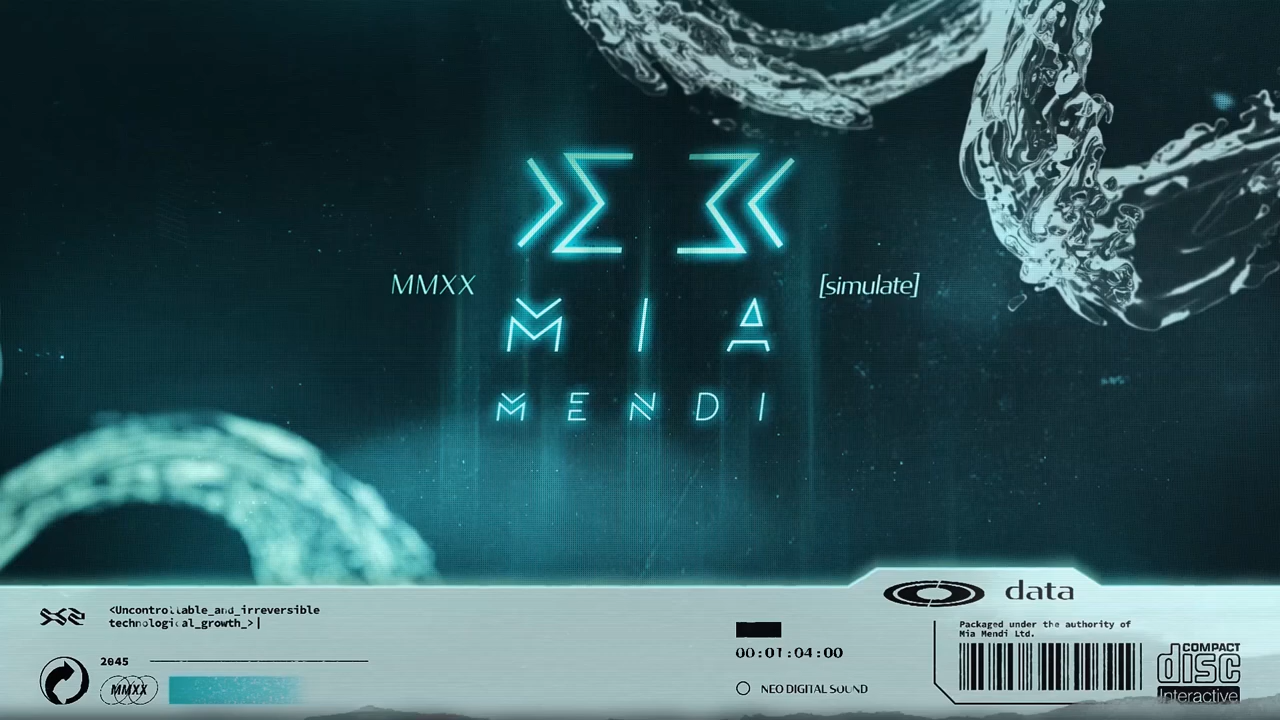 MMXX
[simulate]
MIA
MENDI
data
<Uncontrollable_and_irreversible
technological_growth_>|
2045
MMXX
00:01:04:00
NEO DIGITAL SOUND
Packaged under the authority of
Mia Mendi Ltd.
COMPACT
disc
Interactive